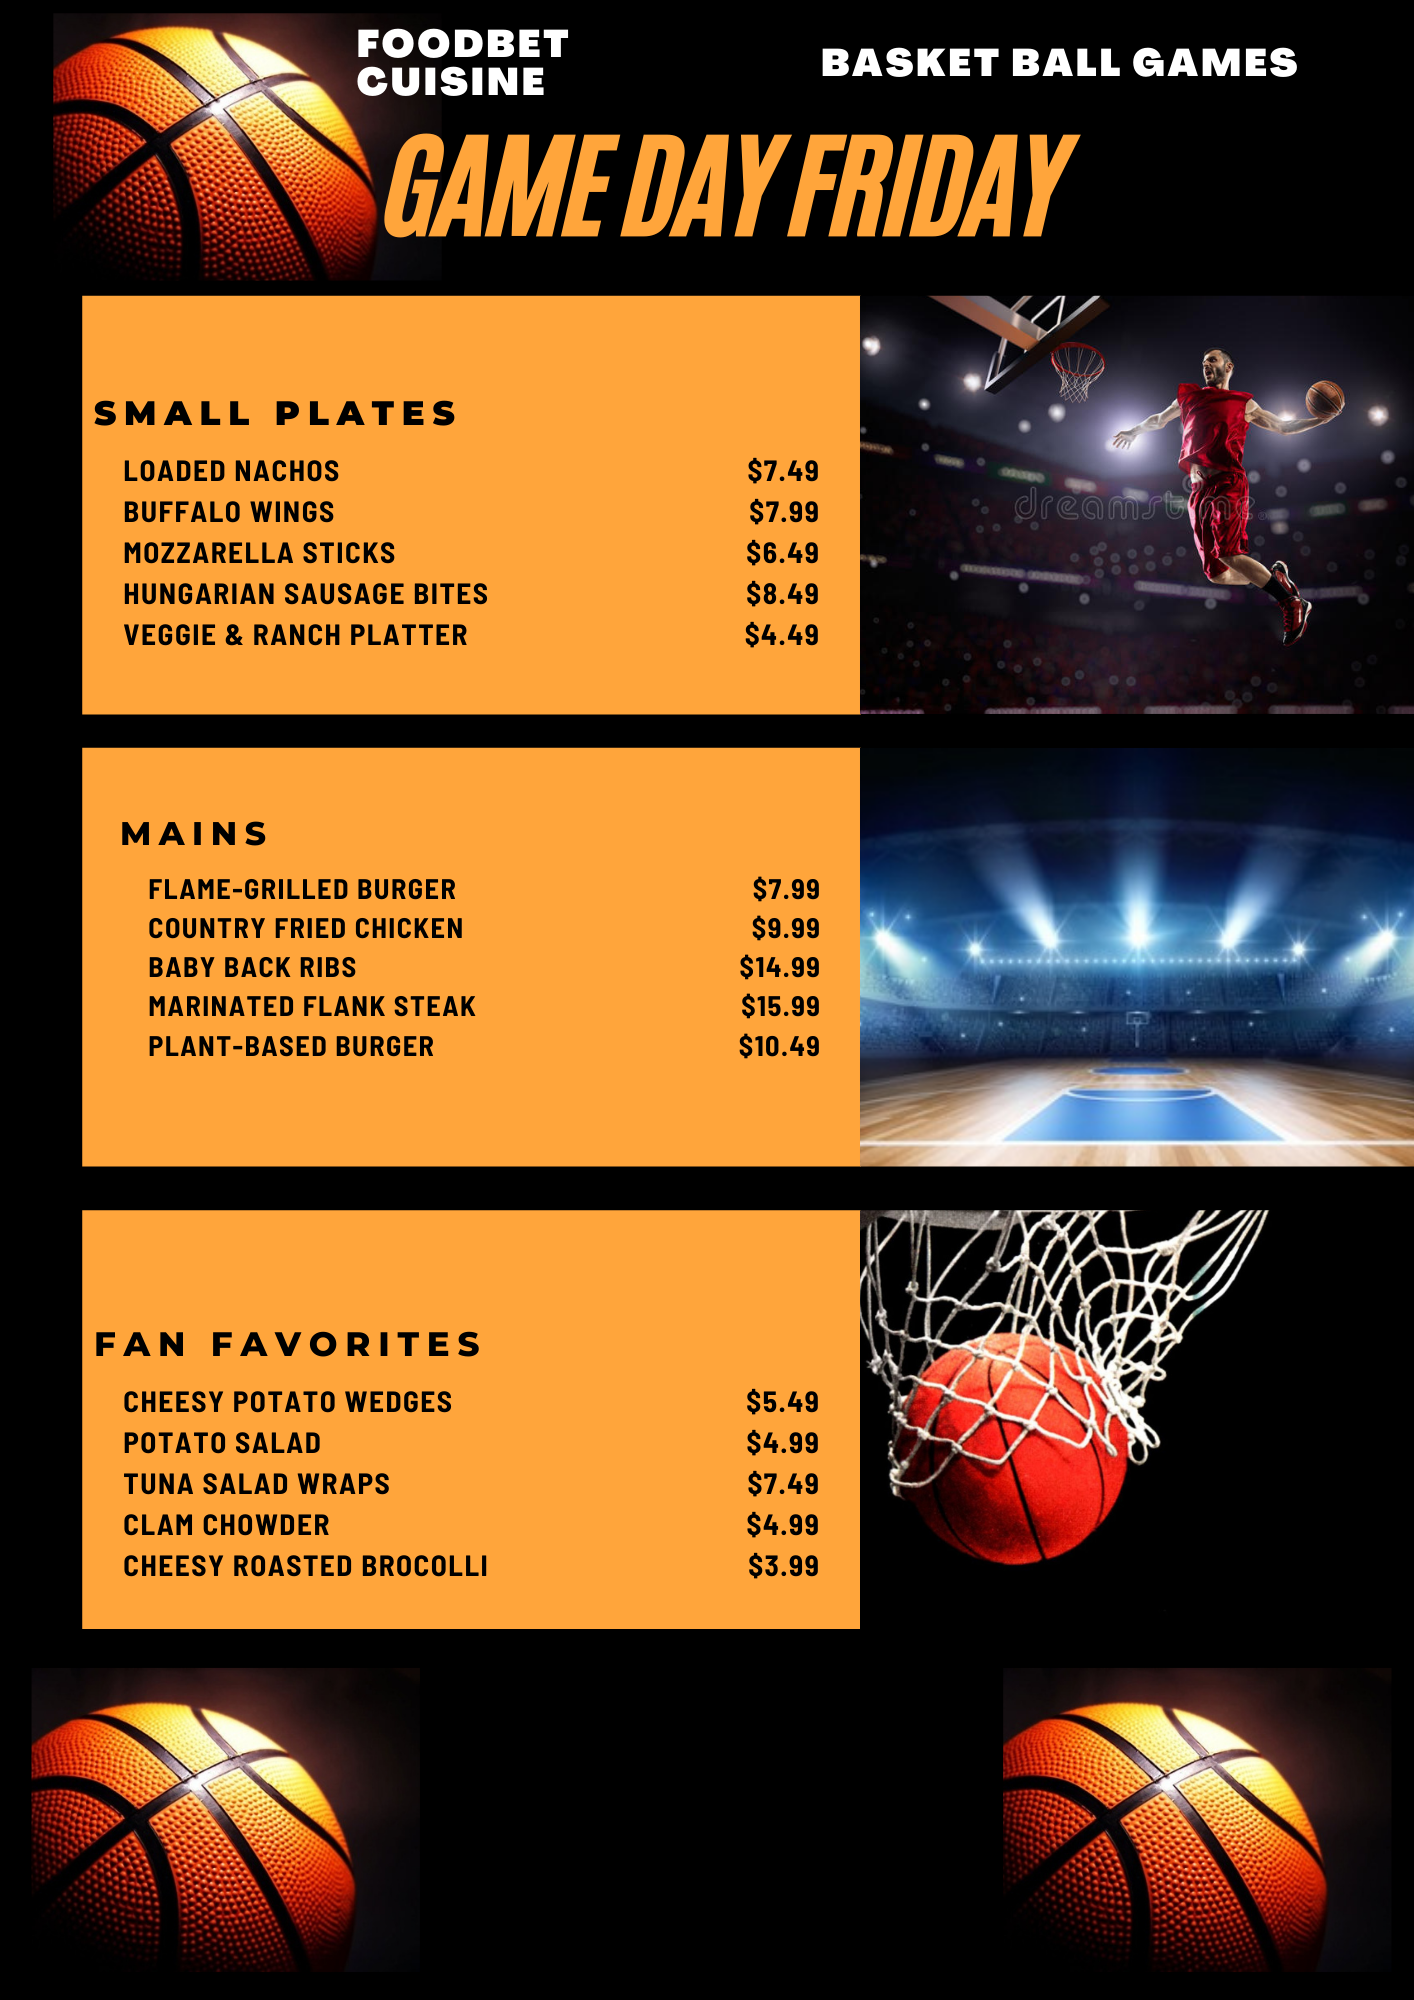 FOODBET
CUISINE
BASKET BALL GAMES
GAME DAY FRIDAY
SMALL PLATES
LOADED NACHOS $7.49
BUFFALO WINGS $7.99
MOZZARELLA STICKS $6.49
HUNGARIAN SAUSAGE BITES $8.49
VEGGIE & RANCH PLATTER $4.49
dreamstime
MAINS
FLAME-GRILLED BURGER $7.99
COUNTRY FRIED CHICKEN $9.99
BABY BACK RIBS $14.99
MARINATED FLANK STEAK $15.99
PLANT-BASED BURGER $10.49
FAN FAVORITES
CHEESY POTATO WEDGES $5.49
POTATO SALAD $4.99
TUNA SALAD WRAPS $7.49
CLAM CHOWDER $4.99
CHEESY ROASTED BROCOLLI $3.99